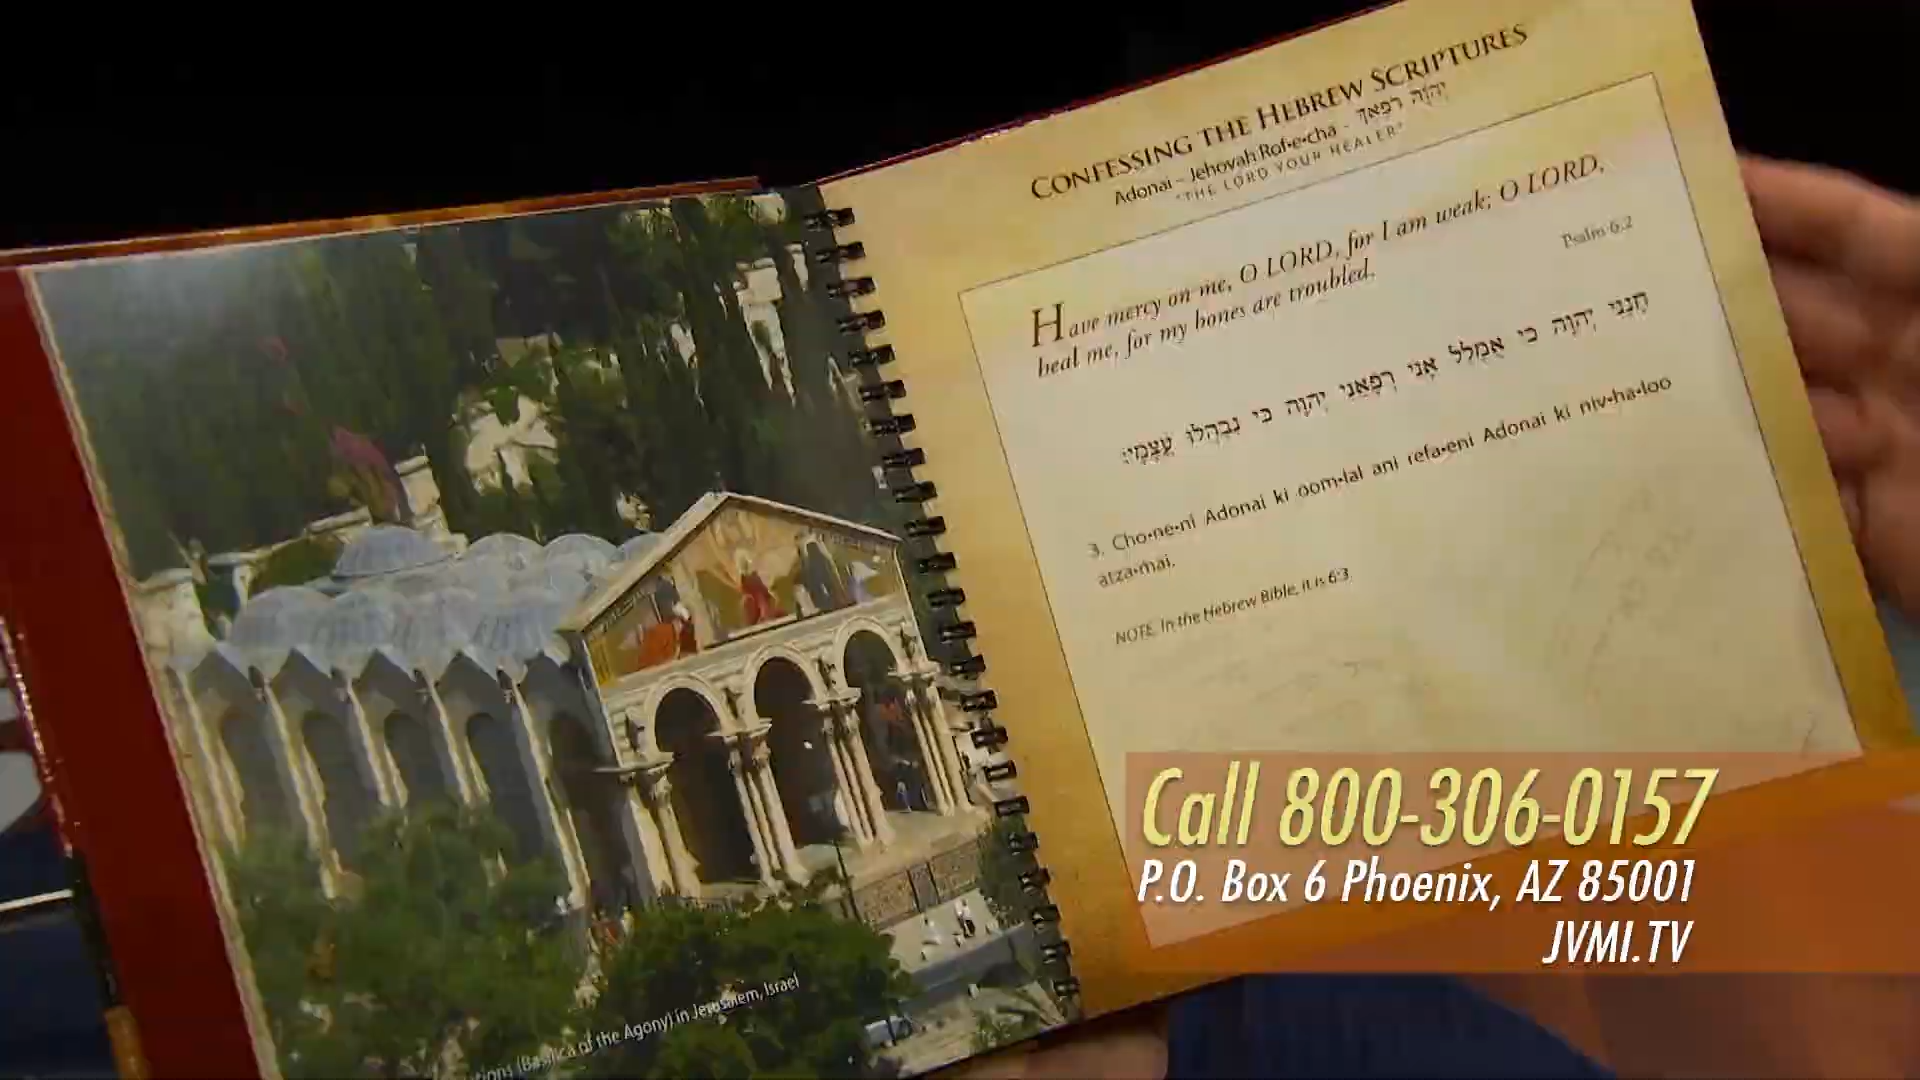 CONFESSING THE HEBREW SCRIPTURES
Adonai - Jehovah Rof•e•cha - יְהוָה רֹפְאֶךָ
"THE LORD YOUR HEALER"
Have mercy on me, O LORD, for I am weak; O LORD,
heal me, for my bones are troubled.
Psalm 6:2
חָנֵּנִי יְהוָה כִּי אֻמְלַל אָנִי רְפָאֵנִי יְהוָה כִּי נִבְהֲלוּ עֲצָמָי׃
3. Cho•ne•ni Adonai ki oom•lal ani refa•eni Adonai ki niv•ha•loo
atza•mai.
NOTE: In the Hebrew Bible, it is 6:3.
(Basilica of the Agony) in Jerusalem, Israel
Call 800-306-0157
P.O. Box 6 Phoenix, AZ 85001
JVMI.TV